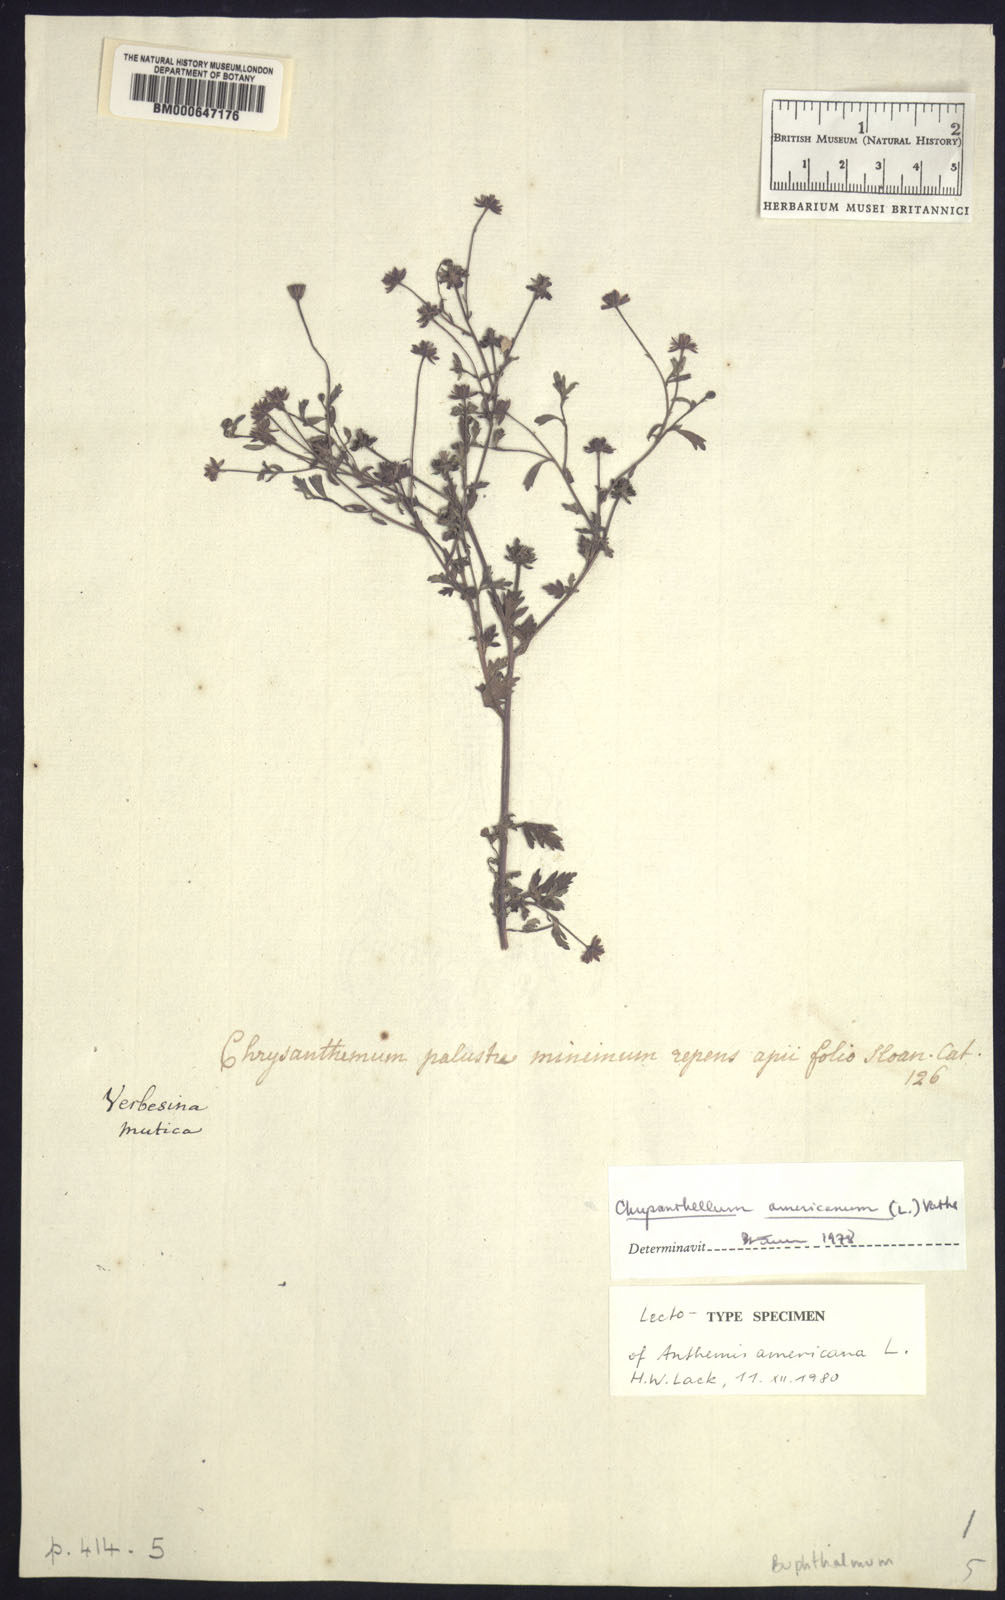 THE NATURAL HISTORY MUSEUM, LONDON
DEPARTMENT OF BOTANY
BM000647176
1 2
BRITISH MUSEUM (NATURAL HISTORY)
1 2 3 4 5
HERBARIUM MUSEI BRITANNICI
Chrysanthemum palustre minimum repens apii folio Sloan. Cat.
126
Verbesina
mutica
Chrysanthellum americanum (L.) Vatke
Determinavit 1978
Lecto- TYPE SPECIMEN
of Anthemis americana L.
H.W. Lack, 11. XII. 1980
p. 414. 5
Buphthalmum
1
5